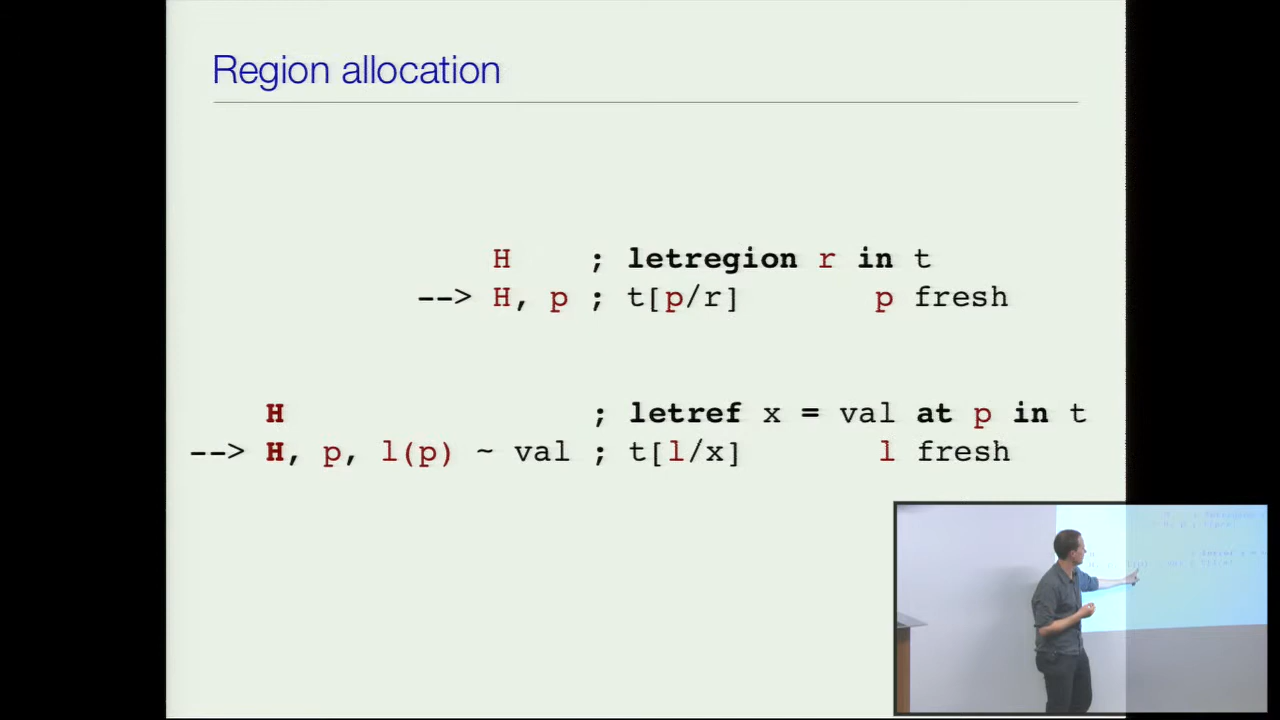 Region allocation
H ; letregion r in t
--> H, p ; t[p/r] p fresh
H ; letref x = val at p in t
--> H, p, l(p) ~ val ; t[l/x] l fresh